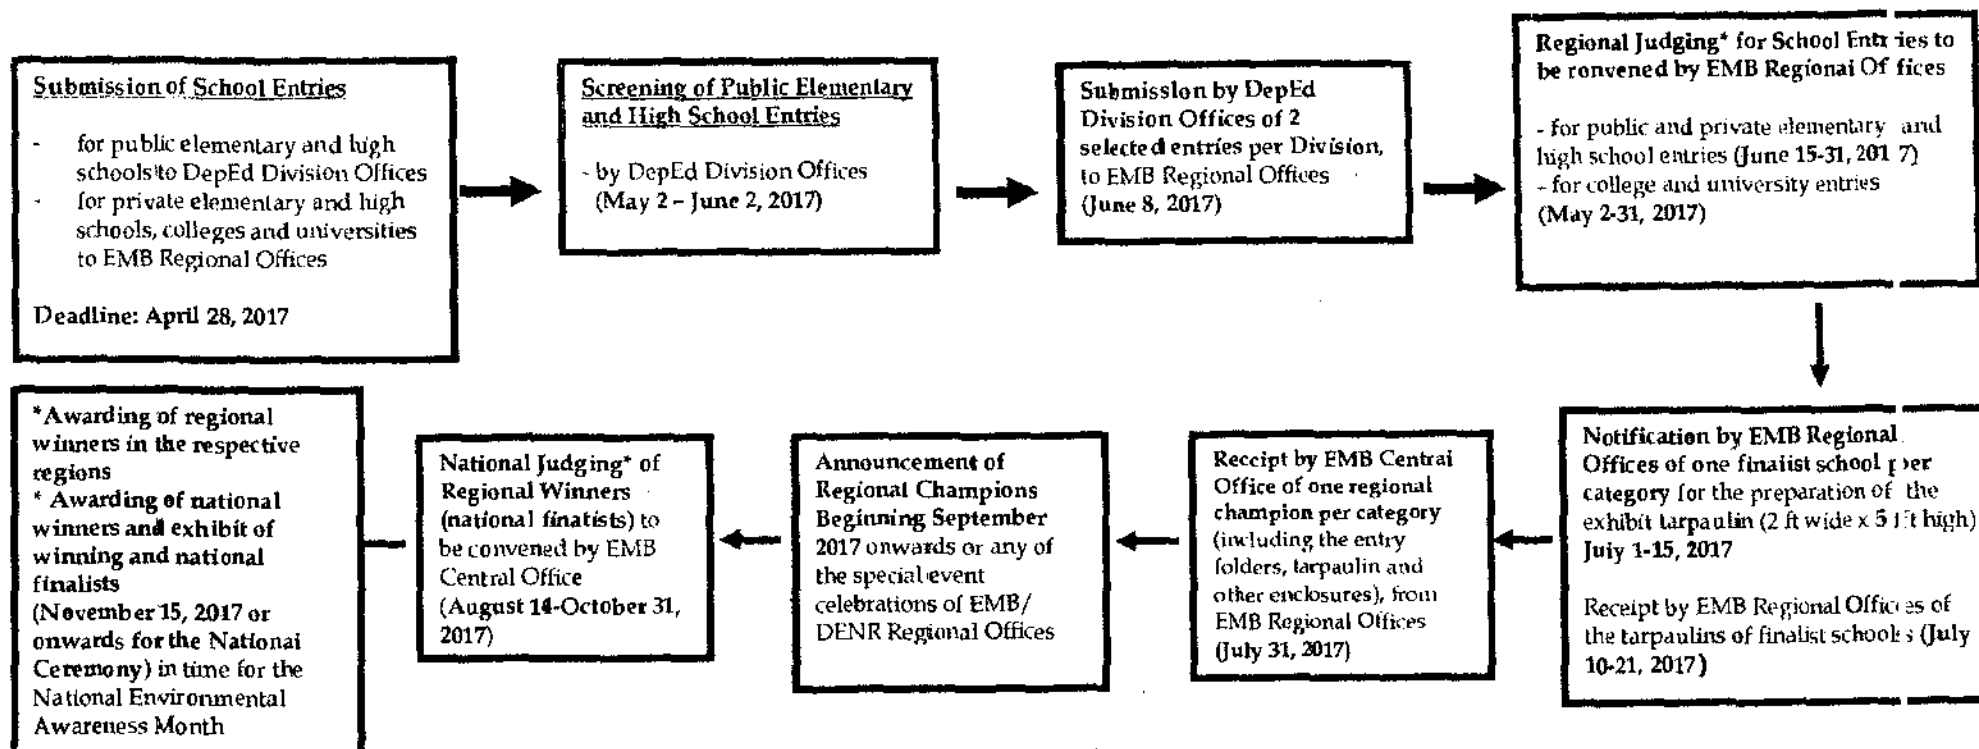 Submission of School Entries
- for public elementary and high
schools to DepEd Division Offices
- for private elementary and high
schools, colleges and universities
to EMB Regional Offices
Deadline: April 28, 2017
Screening of Public Elementary
and High School Entries
- by DepEd Division Offices
(May 2 – June 2, 2017)
Submission by DepEd
Division Offices of 2
selected entries per Division,
to EMB Regional Offices
(June 8, 2017)
Regional Judging* for School Entries to
be convened by EMB Regional Offices
- for public and private elementary and
high school entries (June 15-31, 2017)
- for college and university entries
(May 2-31, 2017)
Notification by EMB Regional
Offices of one finalist school per
category for the preparation of the
exhibit tarpaulin (2 ft wide x 5 ft high)
July 1-15, 2017
Receipt by EMB Regional Offices of
the tarpaulins of finalist schools (July
10-21, 2017)
Receipt by EMB Central
Office of one regional
champion per category
(including the entry
folders, tarpaulin and
other enclosures), from
EMB Regional Offices
(July 31, 2017)
Announcement of
Regional Champions
Beginning September
2017 onwards or any of
the special event
celebrations of EMB/
DENR Regional Offices
National Judging* of
Regional Winners
(national finalists) to
be convened by EMB
Central Office
(August 14-October 31,
2017)
*Awarding of regional
winners in the respective
regions
* Awarding of national
winners and exhibit of
winning and national
finalists
(November 15, 2017 or
onwards for the National
Ceremony) in time for the
National Environmental
Awareness Month